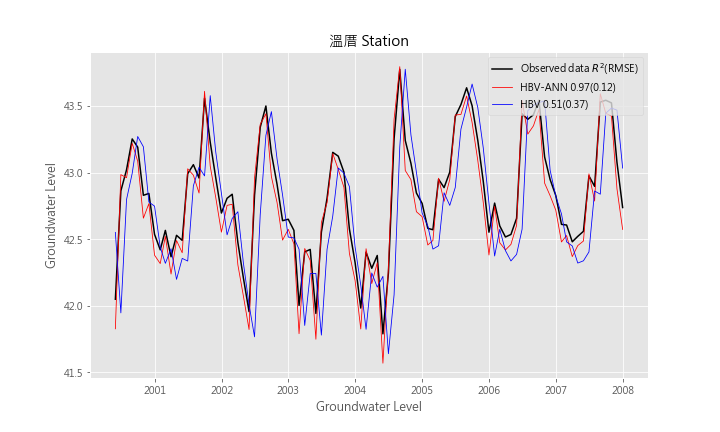 溫厝 Station
Observed data R²(RMSE)
HBV-ANN 0.97(0.12)
HBV 0.51(0.37)
Groundwater Level
43.5
43.0
42.5
42.0
41.5
2001 2002 2003 2004 2005 2006 2007 2008
Groundwater Level